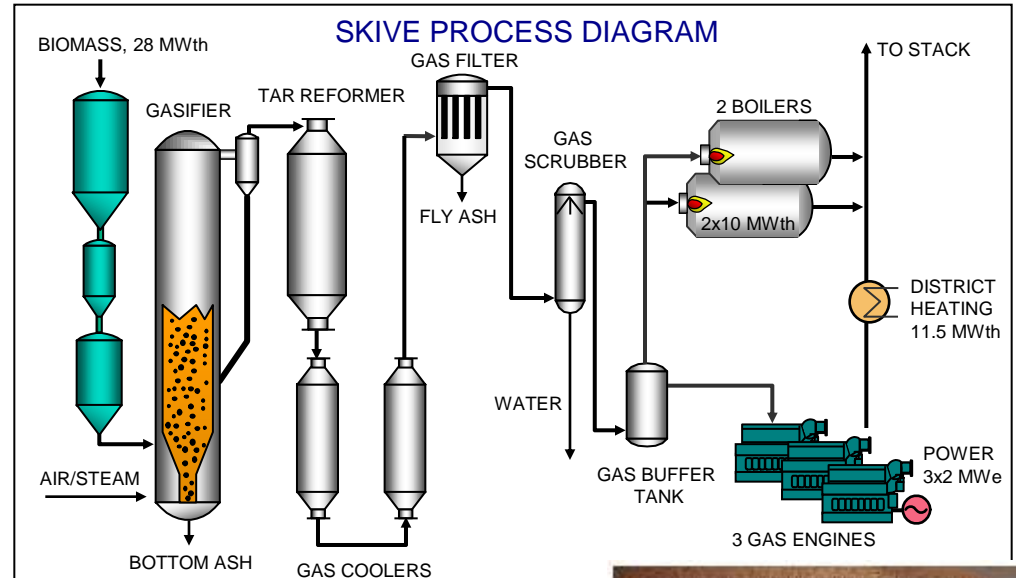 SKIVE PROCESS DIAGRAM
BIOMASS, 28 MWth
GASIFIER
TAR REFORMER
GAS FILTER
FLY ASH
GAS
SCRUBBER
2 BOILERS
2x10 MWth
TO STACK
DISTRICT
HEATING
11.5 MWth
WATER
GAS BUFFER
TANK
POWER
3x2 MWe
3 GAS ENGINES
AIR/STEAM
BOTTOM ASH
GAS COOLERS